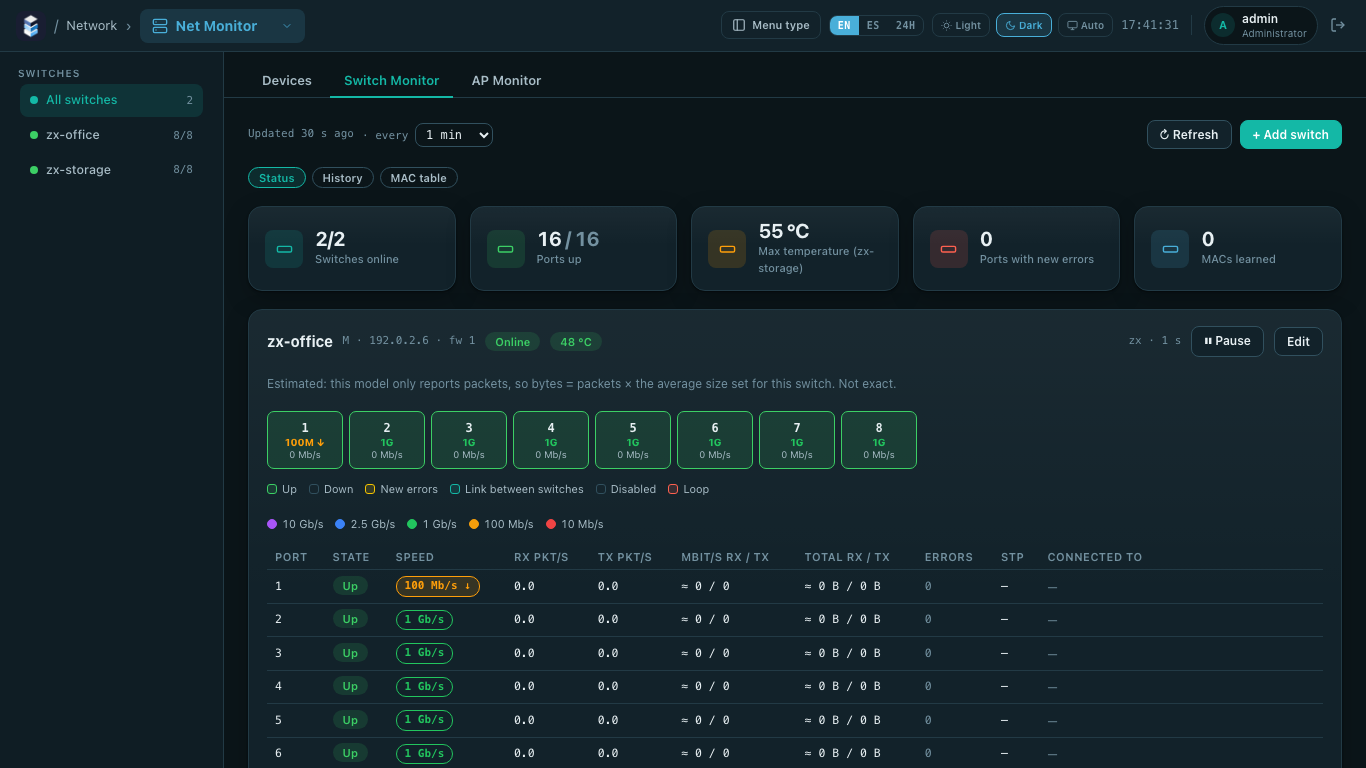 / Network › Net Monitor
Menu type
EN ES 24H
Light
Dark
Auto
17:41:31
A
admin
Administrator
SWITCHES
All switches 2
zx-office 8/8
zx-storage 8/8
Devices Switch Monitor AP Monitor
Updated 30 s ago · every 1 min
Refresh
+ Add switch
Status History MAC table
2/2
Switches online
16 / 16
Ports up
55 °C
Max temperature (zx-
storage)
0
Ports with new errors
0
MACs learned
zx-office M · 192.0.2.6 · fw 1 Online 48 °C
zx · 1 s Pause Edit
Estimated: this model only reports packets, so bytes = packets × the average size set for this switch. Not exact.
1 2 3 4 5 6 7 8
100M ↓ 1G 1G 1G 1G 1G 1G 1G
0 Mb/s 0 Mb/s 0 Mb/s 0 Mb/s 0 Mb/s 0 Mb/s 0 Mb/s 0 Mb/s
Up Down New errors Link between switches Disabled Loop
10 Gb/s 2.5 Gb/s 1 Gb/s 100 Mb/s 10 Mb/s
PORT STATE SPEED RX PKT/S TX PKT/S MBIT/S RX / TX TOTAL RX / TX ERRORS STP CONNECTED TO
1 Up 100 Mb/s ↓ 0.0 0.0 ≈ 0 / 0 ≈ 0 B / 0 B 0 — —
2 Up 1 Gb/s 0.0 0.0 ≈ 0 / 0 ≈ 0 B / 0 B 0 — —
3 Up 1 Gb/s 0.0 0.0 ≈ 0 / 0 ≈ 0 B / 0 B 0 — —
4 Up 1 Gb/s 0.0 0.0 ≈ 0 / 0 ≈ 0 B / 0 B 0 — —
5 Up 1 Gb/s 0.0 0.0 ≈ 0 / 0 ≈ 0 B / 0 B 0 — —
6 Up 1 Gb/s 0.0 0.0 ≈ 0 / 0 ≈ 0 B / 0 B 0 — —